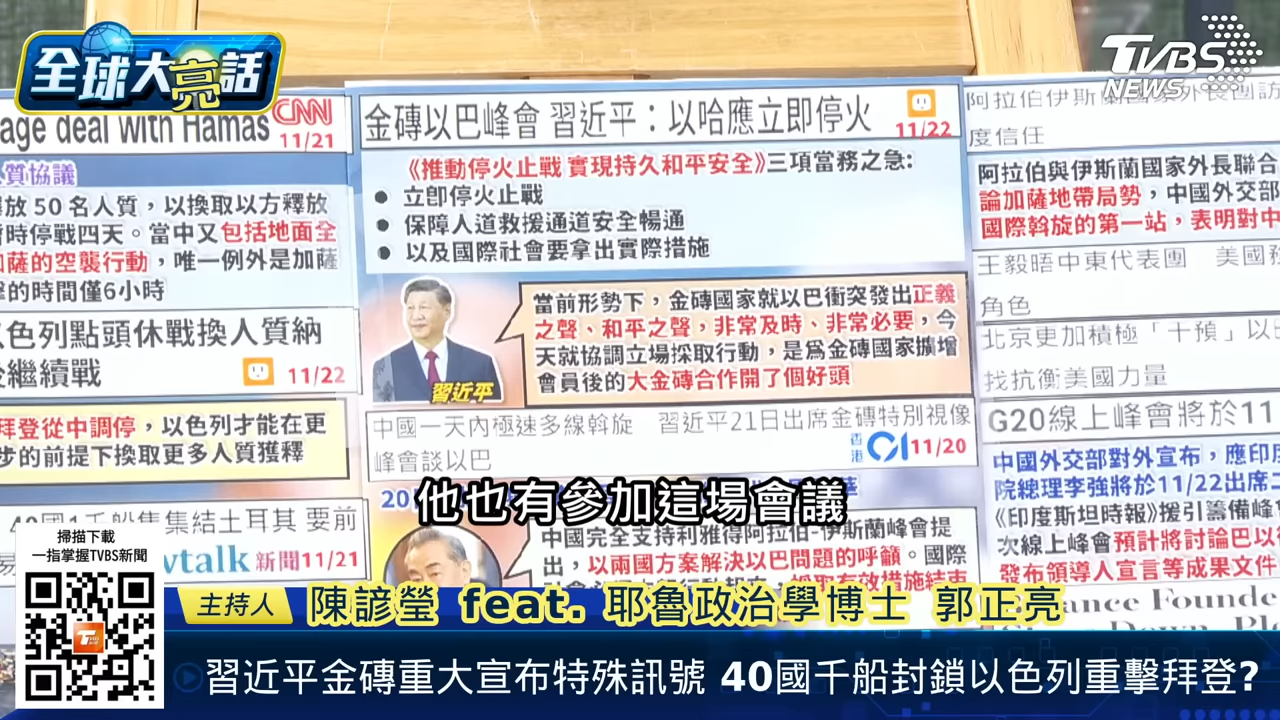 全球大亮話
TVBS
NEWS
age deal with Hamas
CNN
11/21
質協議
放 50 名人質，以換取以方釋放
時停戰四天。當中又包括地面全
加薩的空襲行動，唯一例外是加薩
的時間僅6小時
色列點頭休戰換人質納
繼續戰
11/22
拜登從中調停，以色列才能在更
步的前提下換取更多人質獲釋
40國1千船集集結土耳其 要前
wtalk 新聞 11/21
金磚以巴峰會 習近平：以哈應立即停火
11/22
《推動停火止戰 實現持久和平安全》三項當務之急:
● 立即停火止戰
● 保障人道救援通道安全暢通
● 以及國際社會要拿出實際措施
當前形勢下，金磚國家就以巴衝突發出正義
之聲、和平之聲，非常及時、非常必要，今
天就協調立場採取行動，是為金磚國家擴增
會員後的大金磚合作開了個好頭
習近平
中國一天內極速多線斡旋 習近平21日出席金磚特別視像
峰會談以巴
香港01 11/20
20
中國完全支持利雅得阿拉伯-伊斯蘭峰會提
出，以兩國方案解決以巴問題的呼籲。國際
阿拉伯伊斯蘭國家外長團訪
度信任
阿拉伯與伊斯蘭國家外長聯合
論加薩地帶局勢，中國外交部
國際斡旋的第一站，表明對中
王毅晤中東代表團 美國
角色
北京更加積極「干預」以
找抗衡美國力量
G20線上峰會將於11
中國外交部對外宣布，應印度
院總理李強將於11/22出席
《印度斯坦時報》援引籌備峰
次線上峰會預計將討論巴以
發布領導人宣言等成果文件
ance Founde
他也有參加這場會議
掃描下載
一指掌握TVBS新聞
主持人 陳諺瑩 feat. 耶魯政治學博士 郭正亮
習近平金磚重大宣布特殊訊號 40國千船封鎖以色列重擊拜登?